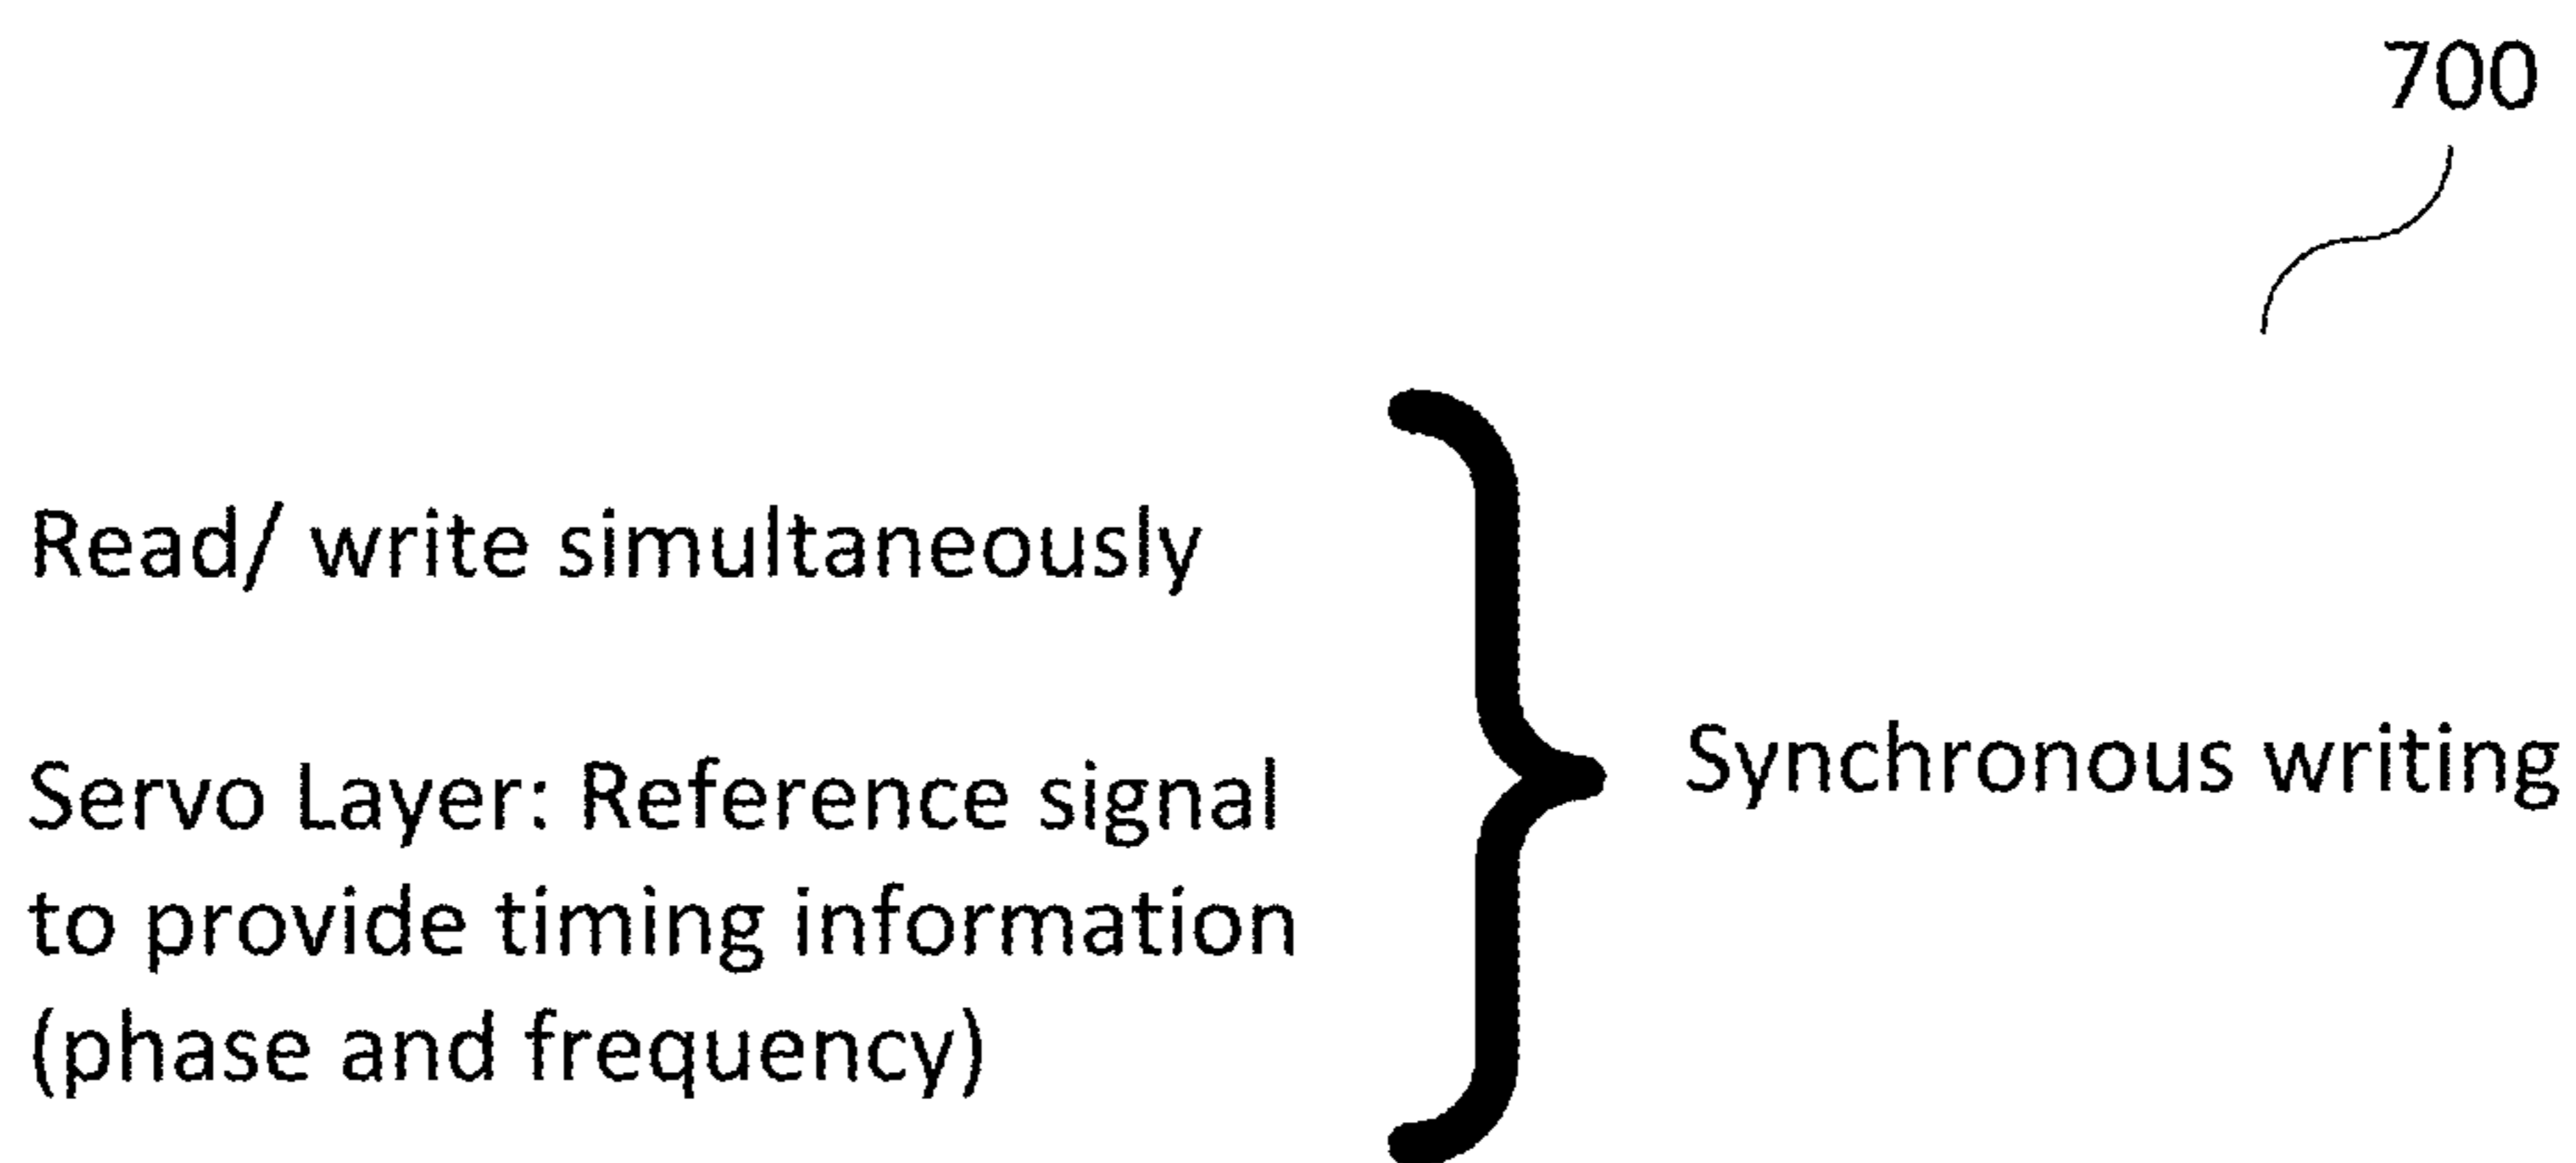 700
Read/ write simultaneously
Servo Layer: Reference signal
to provide timing information
(phase and frequency)
Synchronous writing